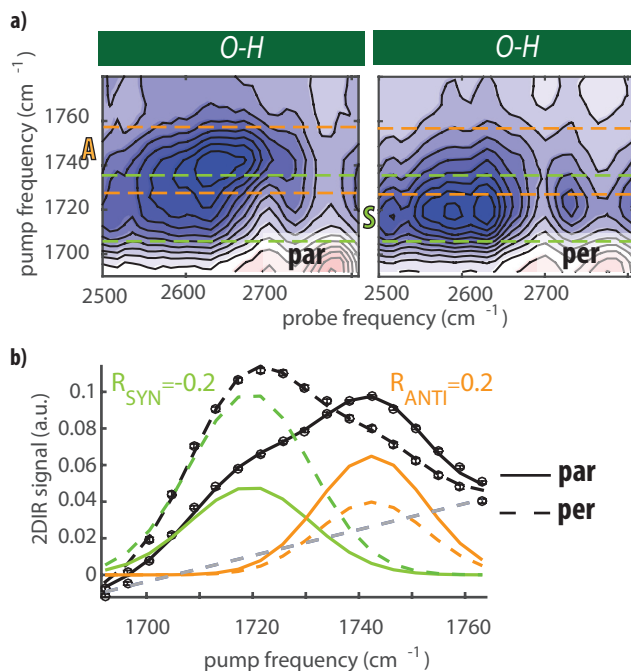 a)
O-H
O-H
pump frequency (cm⁻¹)
1760
1740
1720
1700
A
S
par
per
2500
2600
2700
2500
2600
2700
probe frequency (cm⁻¹)
b)
R_SYN=-0.2
R_ANTI=0.2
2DIR signal (a.u.)
0.1
0.08
0.06
0.04
0.02
0
par
per
1700
1720
1740
1760
pump frequency (cm⁻¹)